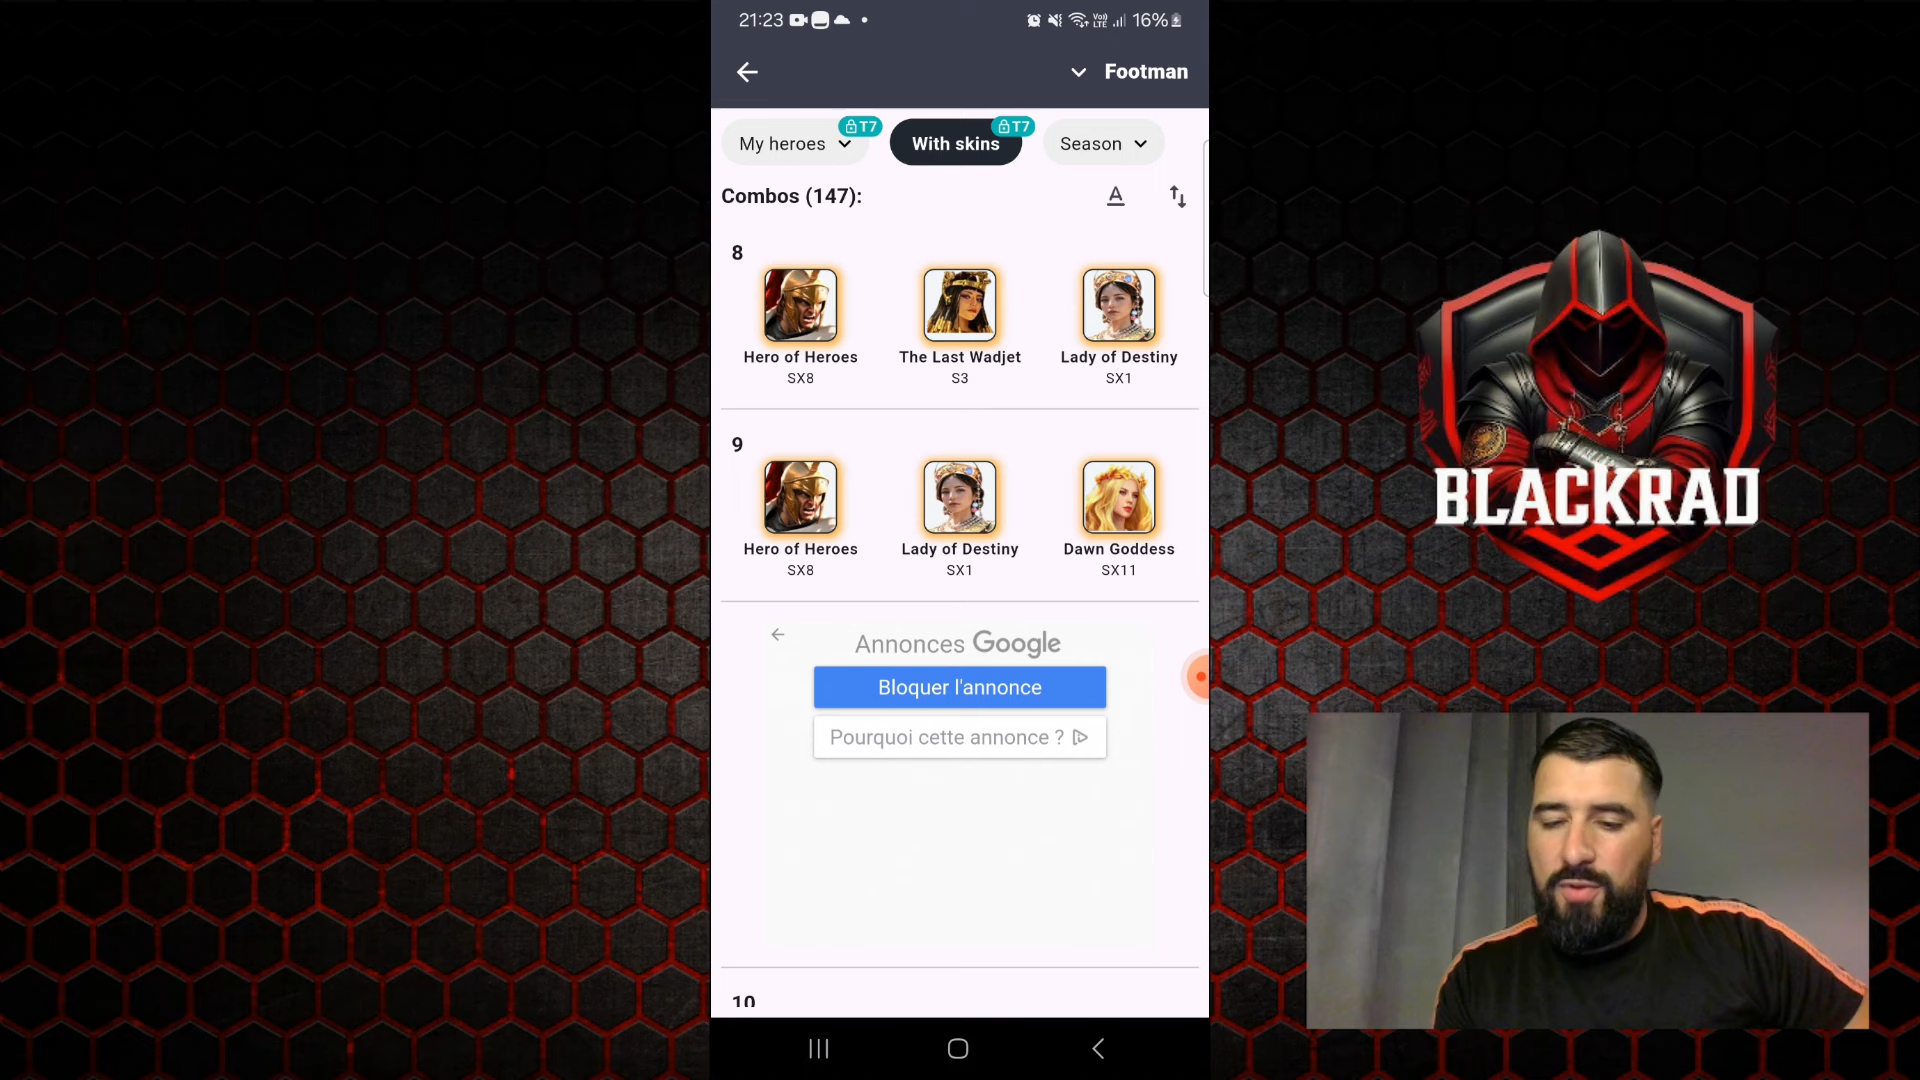 21:23
16%
Footman
My heroes
T7
With skins
T7
Season
Combos (147):
A
8
Hero of Heroes
The Last Wadjet
Lady of Destiny
SX8
S3
SX1
9
Hero of Heroes
Lady of Destiny
Dawn Goddess
SX8
SX1
SX11
Annonces Google
Bloquer l'annonce
Pourquoi cette annonce ?
10
BLACKRAD